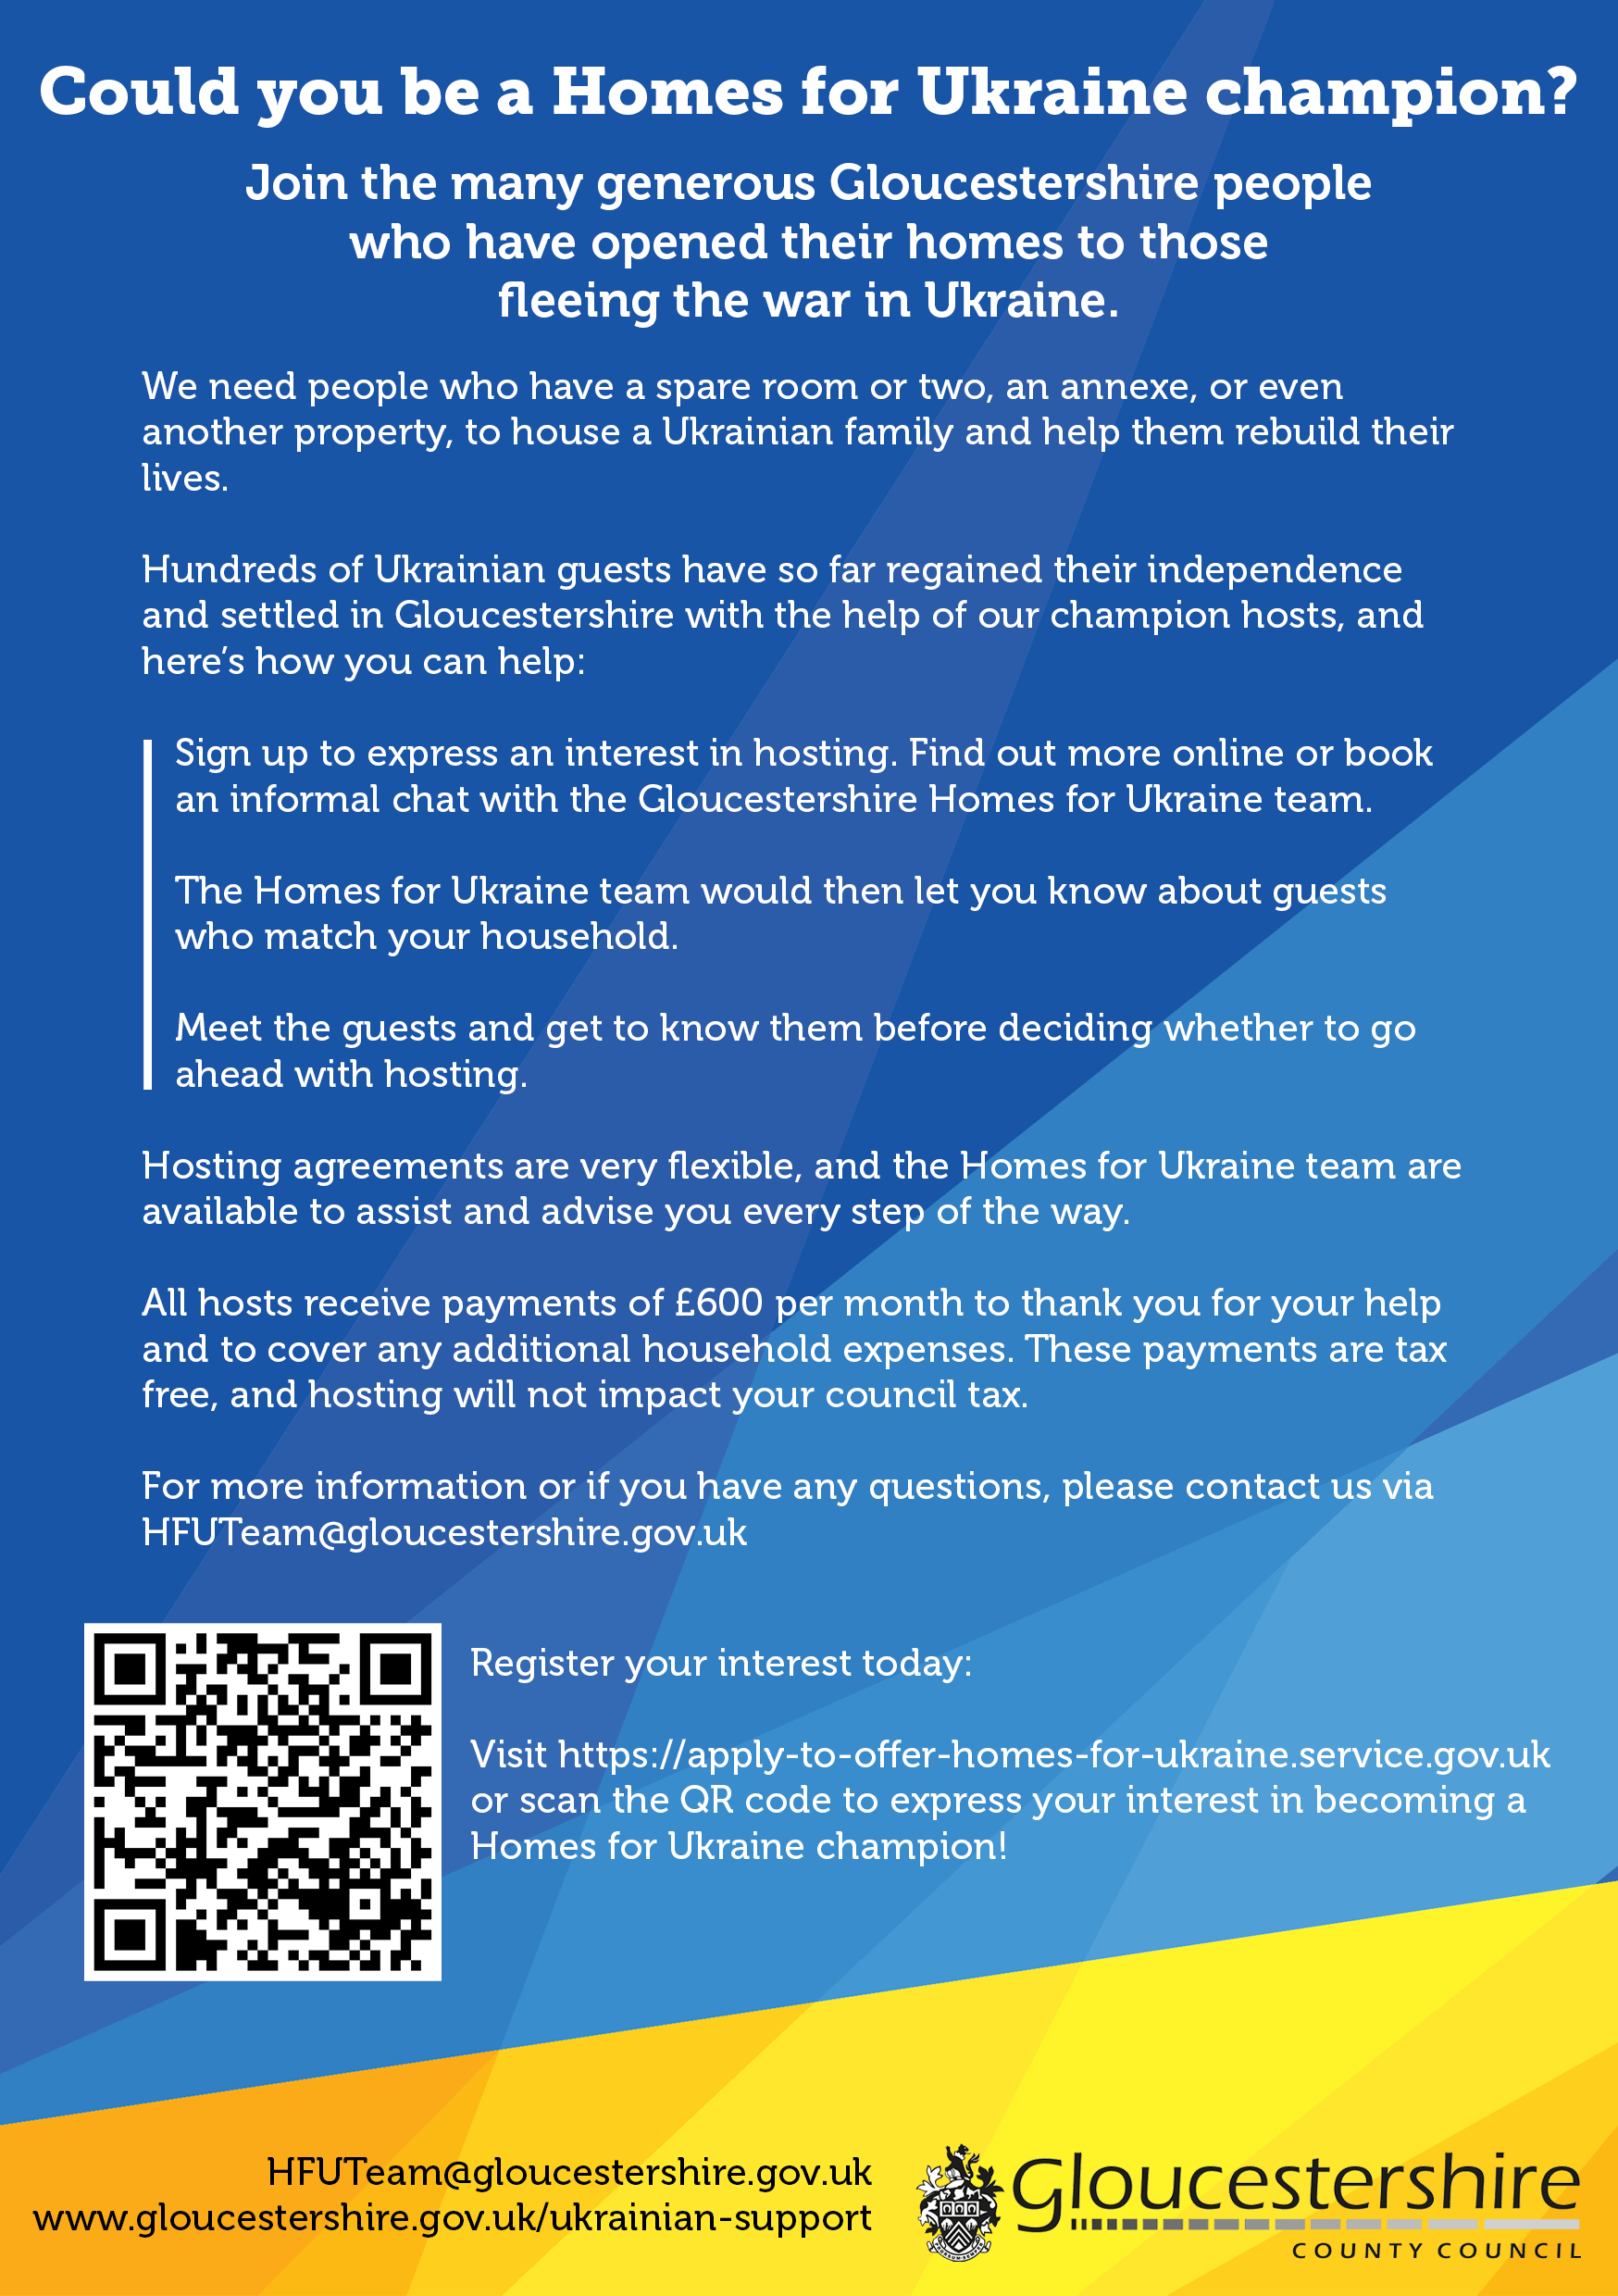 Could you be a Homes for Ukraine champion?
Join the many generous Gloucestershire people
who have opened their homes to those
fleeing the war in Ukraine.
We need people who have a spare room or two, an annexe, or even
another property, to house a Ukrainian family and help them rebuild their
lives.
Hundreds of Ukrainian guests have so far regained their independence
and settled in Gloucestershire with the help of our champion hosts, and
here’s how you can help:
Sign up to express an interest in hosting. Find out more online or book
an informal chat with the Gloucestershire Homes for Ukraine team.
The Homes for Ukraine team would then let you know about guests
who match your household.
Meet the guests and get to know them before deciding whether to go
ahead with hosting.
Hosting agreements are very flexible, and the Homes for Ukraine team are
available to assist and advise you every step of the way.
All hosts receive payments of £600 per month to thank you for your help
and to cover any additional household expenses. These payments are tax
free, and hosting will not impact your council tax.
For more information or if you have any questions, please contact us via
HFUTeam@gloucestershire.gov.uk
Register your interest today:
Visit https://apply-to-offer-homes-for-ukraine.service.gov.uk
or scan the QR code to express your interest in becoming a
Homes for Ukraine champion!
HFUTeam@gloucestershire.gov.uk
www.gloucestershire.gov.uk/ukrainian-support
Gloucestershire
COUNTY COUNCIL